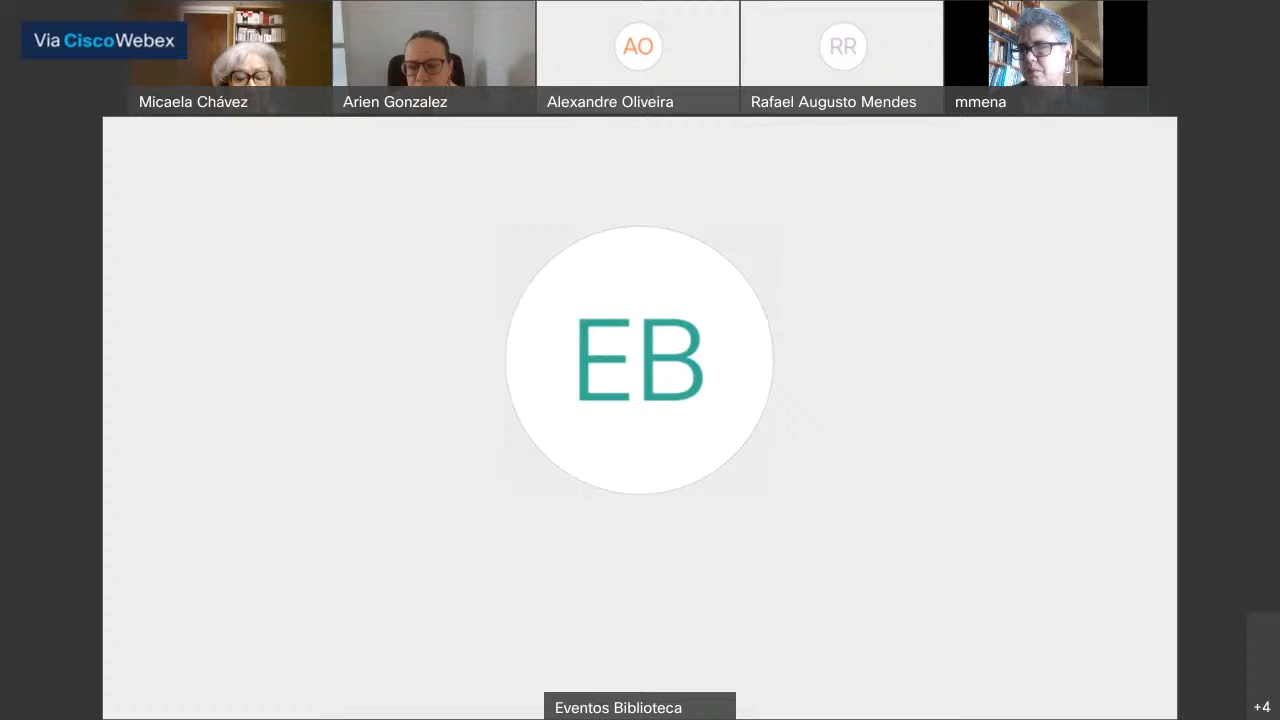 Via CiscoWebex
AO
RR
Micaela Chávez
Arien Gonzalez
Alexandre Oliveira
Rafael Augusto Mendes
mmena
EB
Eventos Biblioteca
+4